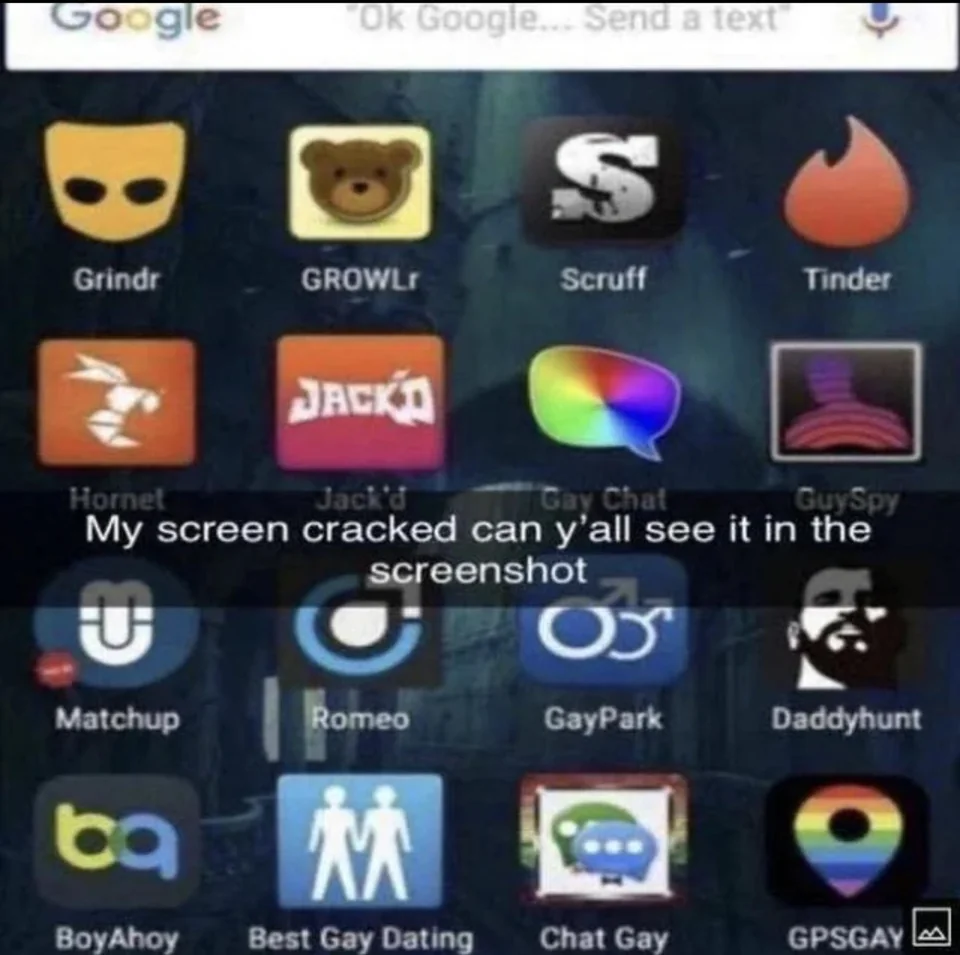 Google "Ok Google... Send a text"
Grindr GROWLr Scruff Tinder
JACK'D
Hornet Jack'd Gay Chat GuySpy
My screen cracked can y'all see it in the
screenshot
Matchup Romeo GayPark Daddyhunt
BoyAhoy Best Gay Dating Chat Gay GPSGAY